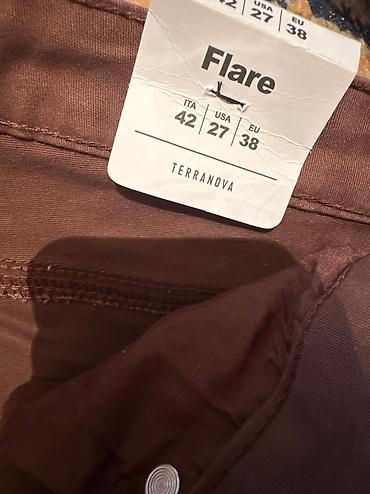 42 27 38
USA EU
Flare
ITA USA EU
42 27 38
TERRANOVA